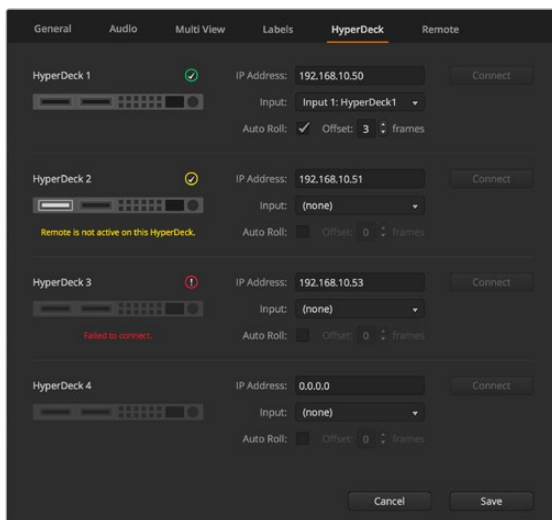 General Audio Multi View Labels HyperDeck Remote
HyperDeck 1 IP Address: 192.168.10.50 Connect
Input: Input 1: HyperDeck1
Auto Roll: Offset: 3 frames
HyperDeck 2 IP Address: 192.168.10.51 Connect
Input: (none)
Remote is not active on this HyperDeck.
Auto Roll: Offset: 0 frames
HyperDeck 3 IP Address: 192.168.10.53 Connect
Input: (none)
Failed to connect.
Auto Roll: Offset: 0 frames
HyperDeck 4 IP Address: 0.0.0.0 Connect
Input: (none)
Auto Roll: Offset: 0 frames
Cancel Save